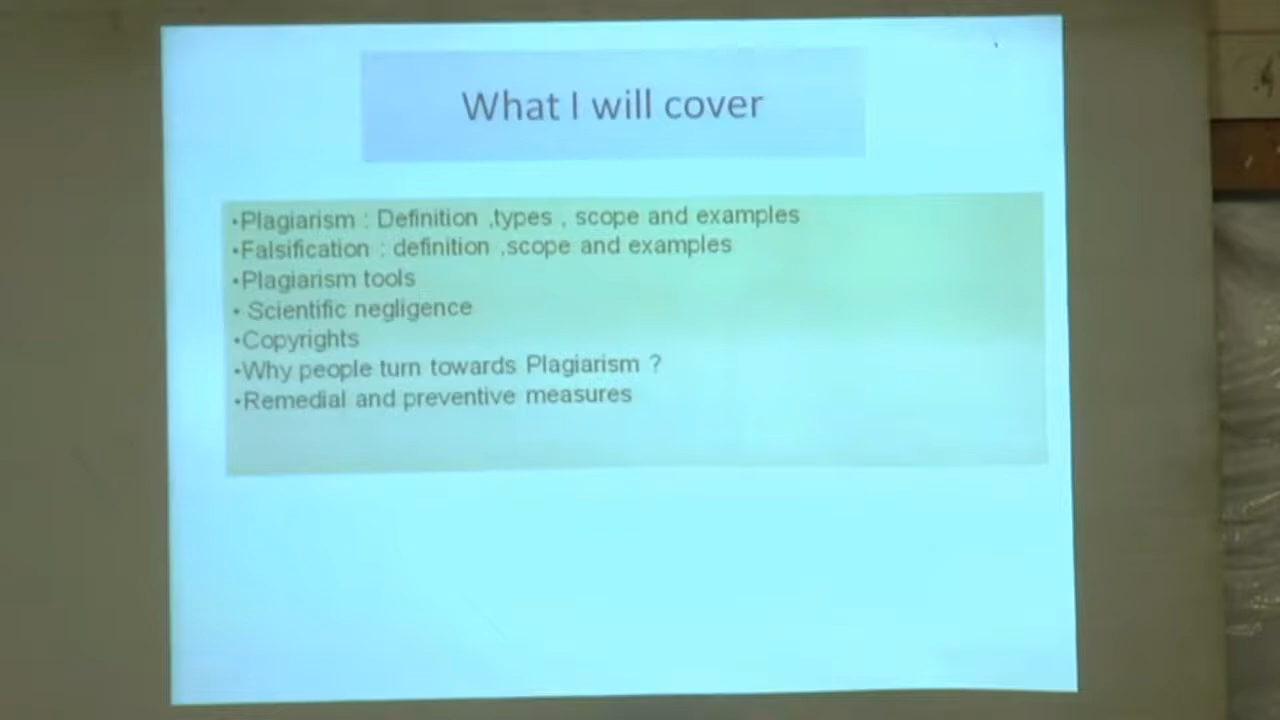 What I will cover
•Plagiarism : Definition ,types , scope and examples
•Falsification : definition ,scope and examples
•Plagiarism tools
• Scientific negligence
•Copyrights
•Why people turn towards Plagiarism ?
•Remedial and preventive measures